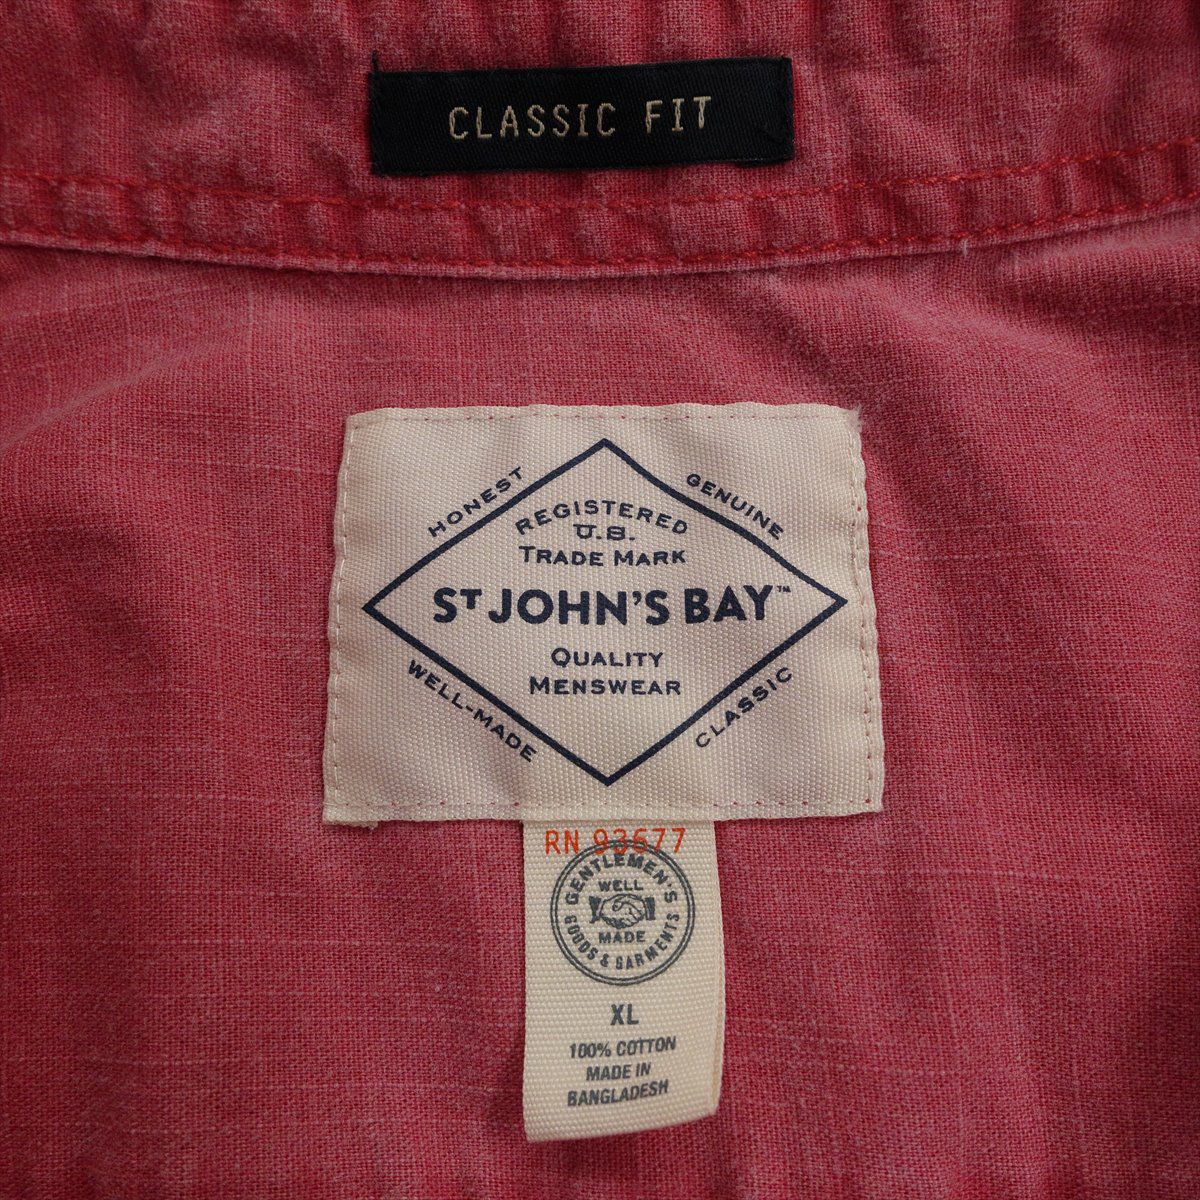 CLASSIC FIT
HONEST
GENUINE
REGISTERED
U.S.
TRADE MARK
ST JOHN'S BAY™
QUALITY
MENSWEAR
WELL-MADE
CLASSIC
RN 93677
GENTLEMEN'S
WELL
MADE
GOODS & GARMENTS
XL
100% COTTON
MADE IN
BANGLADESH